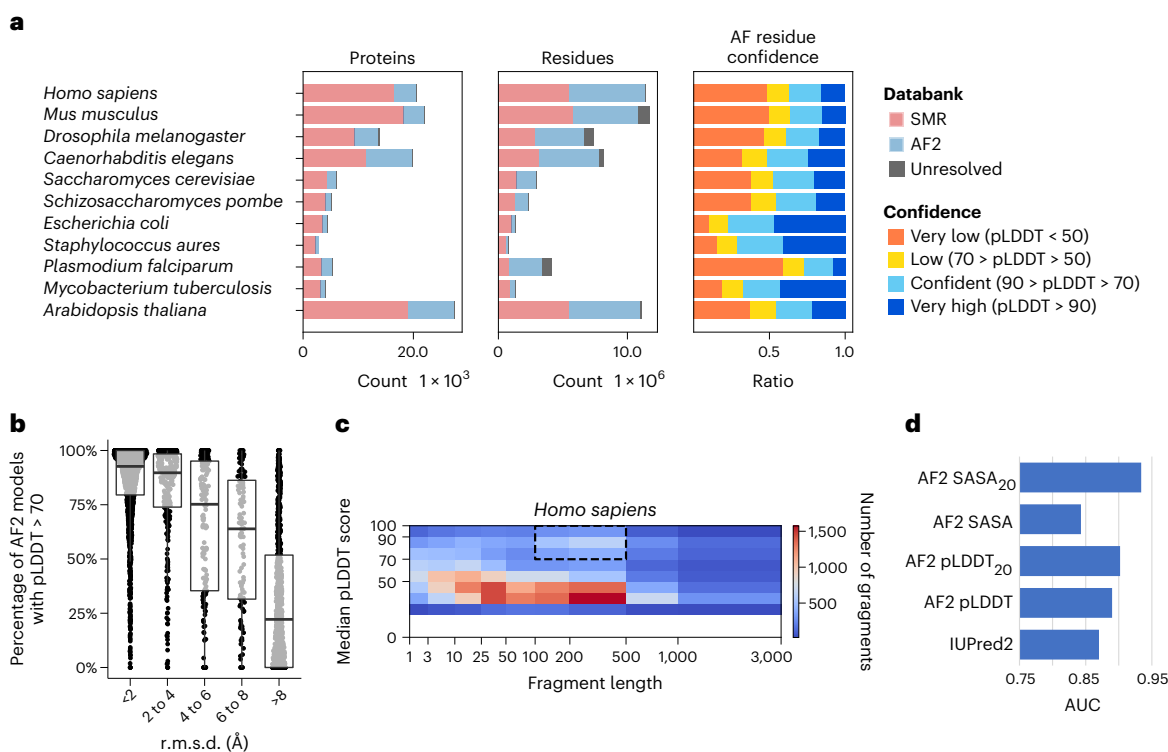 a
Proteins
Residues
AF residue
confidence
Homo sapiens
Mus musculus
Drosophila melanogaster
Caenorhabditis elegans
Saccharomyces cerevisiae
Schizosaccharomyces pombe
Escherichia coli
Staphylococcus aures
Plasmodium falciparum
Mycobacterium tuberculosis
Arabidopsis thaliana
0 20.0
Count 1 × 10³
0 10.0
Count 1 × 10⁶
0.5 1.0
Ratio
Databank
SMR
AF2
Unresolved
Confidence
Very low (pLDDT < 50)
Low (70 > pLDDT > 50)
Confident (90 > pLDDT > 70)
Very high (pLDDT > 90)
b
Percentage of AF2 models
with pLDDT > 70
100%
75%
50%
25%
0%
<2 2 to 4 4 to 6 6 to 8 >8
r.m.s.d. (Å)
c
Homo sapiens
Median pLDDT score
100
90
70
50
0
1 3 10 25 50 100 200 500 1,000 3,000
Fragment length
1,500
1,000
500
Number of gragments
d
AF2 SASA₂₀
AF2 SASA
AF2 pLDDT₂₀
AF2 pLDDT
IUPred2
0.75 0.85 0.95
AUC